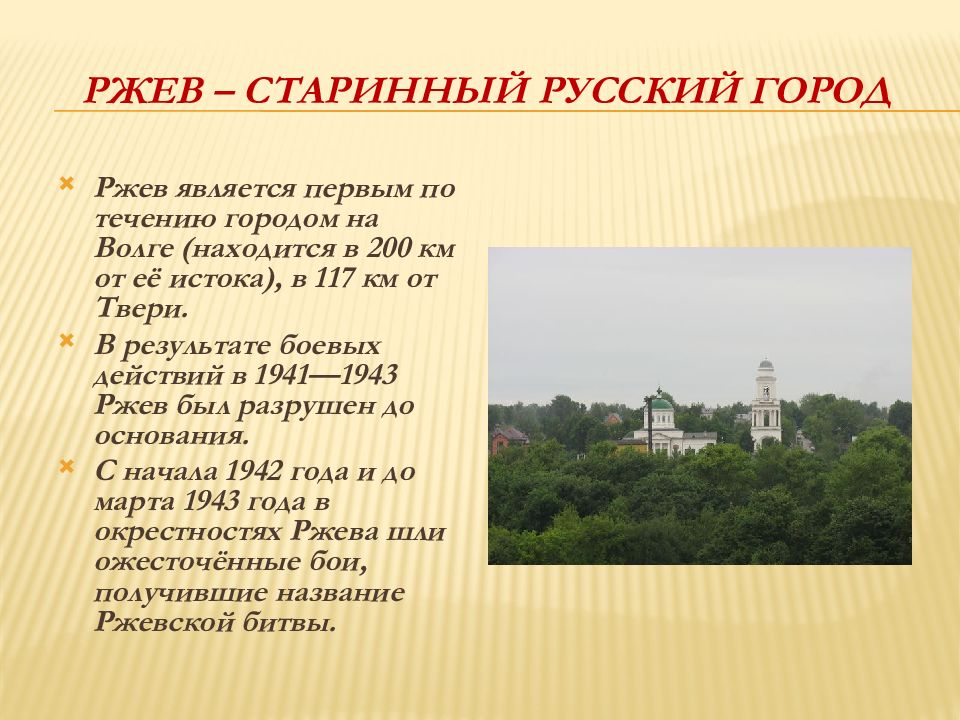 РЖЕВ – СТАРИННЫЙ РУССКИЙ ГОРОД
Ржев является первым по
течению городом на
Волге (находится в 200 км
от её истока), в 117 км от
Твери.
В результате боевых
действий в 1941—1943
Ржев был разрушен до
основания.
С начала 1942 года и до
марта 1943 года в
окрестностях Ржева шли
ожесточённые бои,
получившие название
Ржевской битвы.